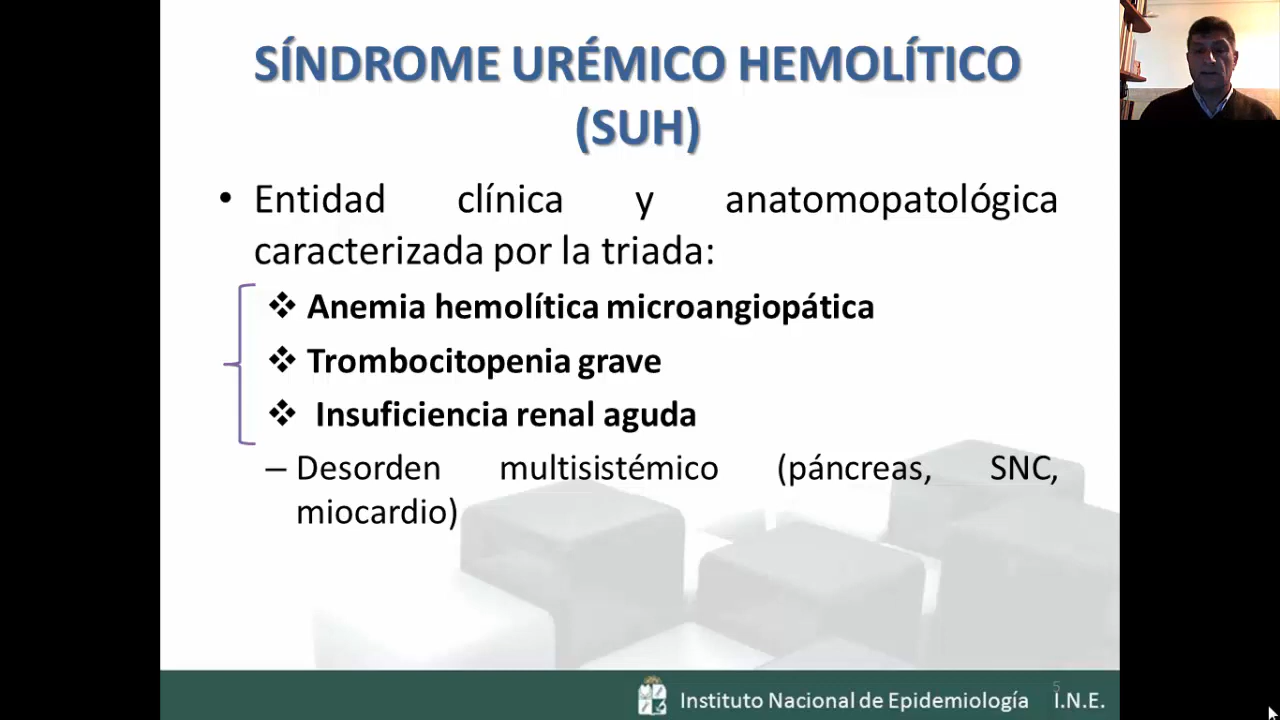 SÍNDROME URÉMICO HEMOLÍTICO
(SUH)
• Entidad clínica y anatomopatológica
caracterizada por la triada:
❖ Anemia hemolítica microangiopática
❖ Trombocitopenia grave
❖ Insuficiencia renal aguda
– Desorden multisistémico (páncreas, SNC,
miocardio)
5
Instituto Nacional de Epidemiología I.N.E.